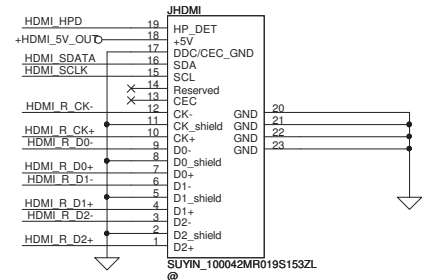 JHDMI
HDMI_HPD 19 HP_DET
+HDMI_5V_OUT 18 +5V
17 DDC/CEC_GND
HDMI_SDATA 16 SDA
HDMI_SCLK 15 SCL
14 Reserved
13 CEC
HDMI_R_CK- 12 CK- GND 20
11 CK_shield GND 21
HDMI_R_CK+ 10 CK+ GND 22
HDMI_R_D0- 9 D0- GND 23
8 D0_shield
HDMI_R_D0+ 7 D0+
HDMI_R_D1- 6 D1-
5 D1_shield
HDMI_R_D1+ 4 D1+
HDMI_R_D2- 3 D2-
2 D2_shield
HDMI_R_D2+ 1 D2+
SUYIN_100042MR019S153ZL
@